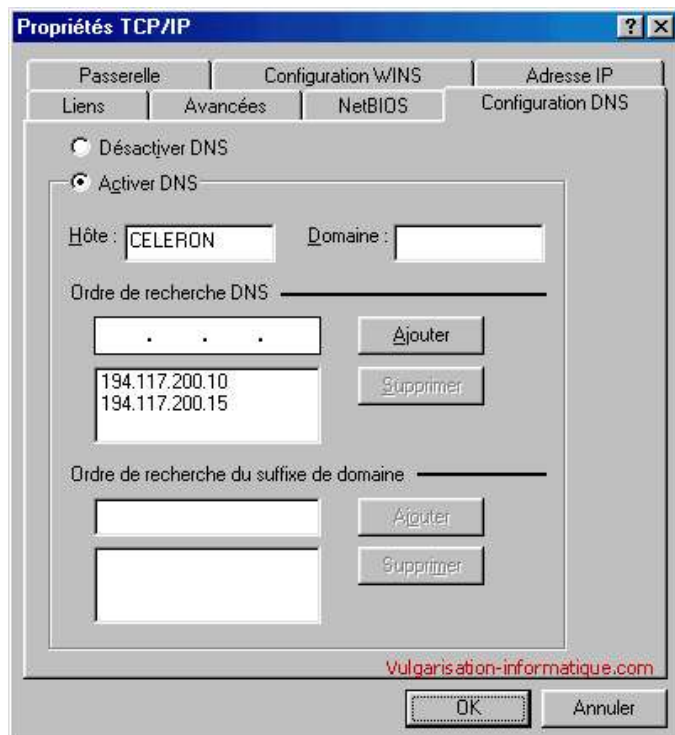 Propriétés TCP/IP
Passerelle Configuration WINS Adresse IP
Liens Avancées NetBIOS Configuration DNS
Désactiver DNS
Activer DNS
Hôte : CELERON Domaine :
Ordre de recherche DNS
. . . Ajouter
194.117.200.10 Supprimer
194.117.200.15
Ordre de recherche du suffixe de domaine
Ajouter
Supprimer
Vulgarisation-informatique.com
OK Annuler